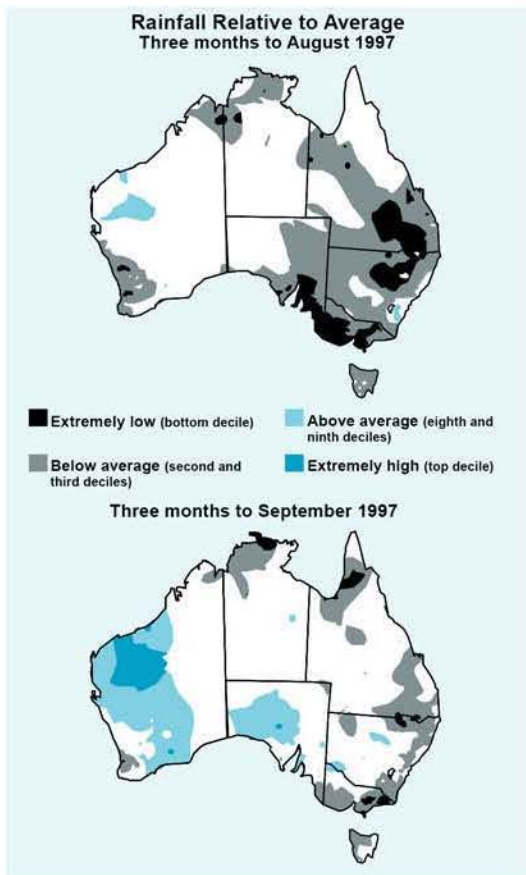 Rainfall Relative to Average
Three months to August 1997
Extremely low (bottom decile)
Above average (eighth and
ninth deciles)
Below average (second and
third deciles)
Extremely high (top decile)
Three months to September 1997